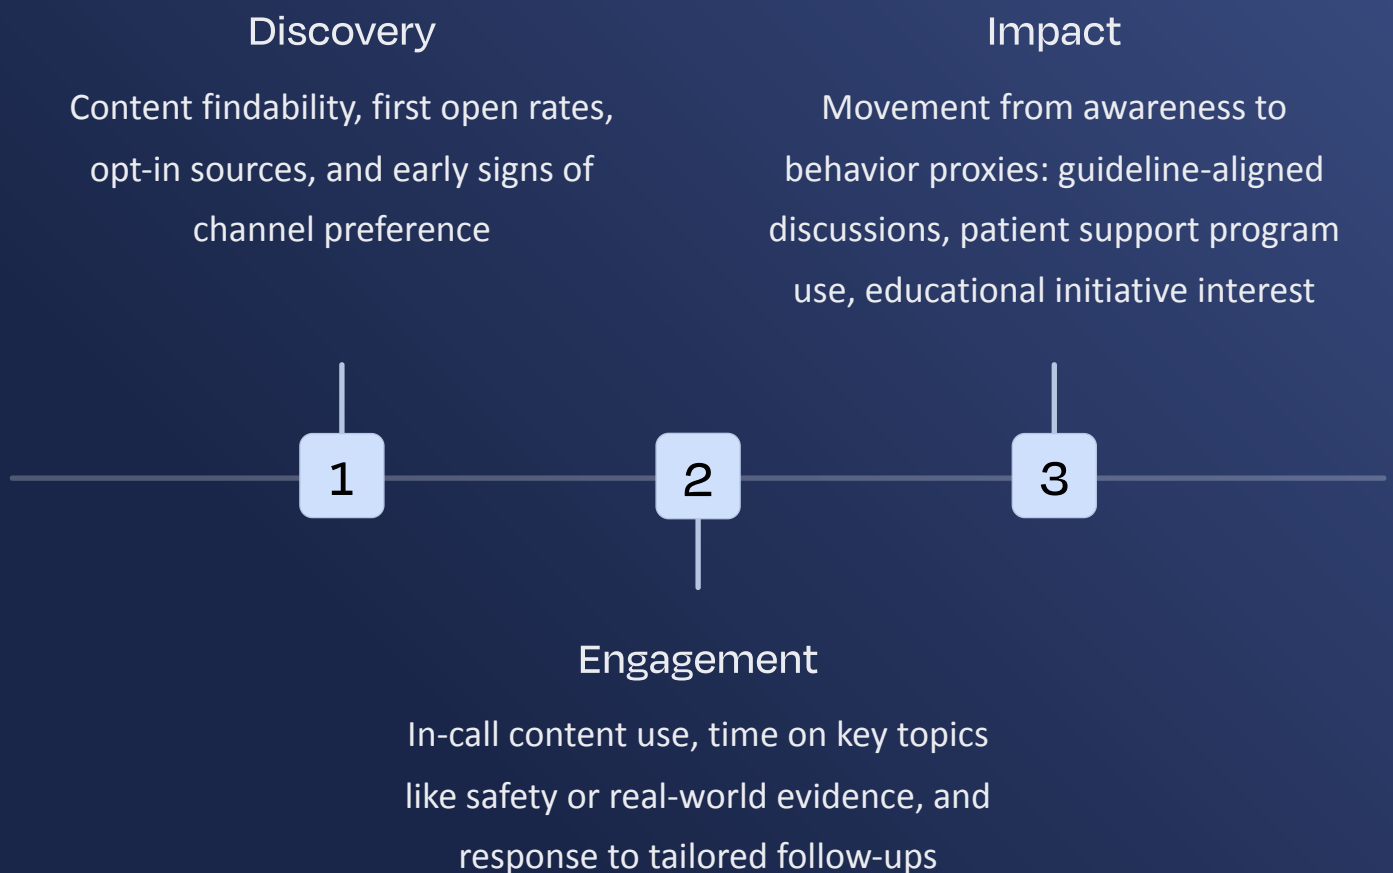 Discovery
Content findability, first open rates,
opt-in sources, and early signs of
channel preference
Impact
Movement from awareness to
behavior proxies: guideline-aligned
discussions, patient support program
use, educational initiative interest
1
2
3
Engagement
In-call content use, time on key topics
like safety or real-world evidence, and
response to tailored follow-ups